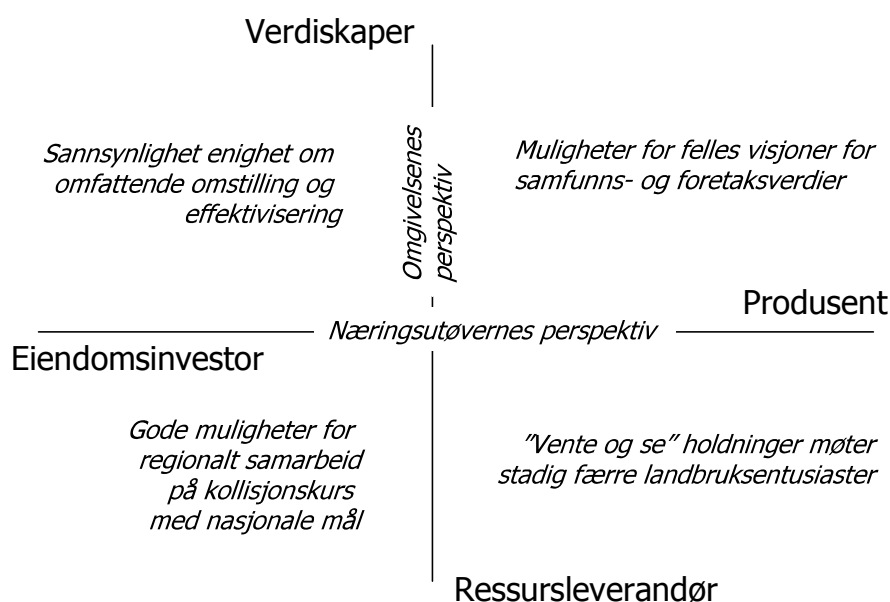 Verdiskaper
Sannsynlighet enighet om
omfattende omstilling og
effektivisering
Omgivelsenes
perspektiv
Muligheter for felles visjoner for
samfunns- og foretaksverdier
Produsent
Næringsutøvernes perspektiv
Eiendomsinvestor
Gode muligheter for
regionalt samarbeid
på kollisjonskurs
med nasjonale mål
”Vente og se” holdninger møter
stadig færre landbruksentusiaster
Ressursleverandør